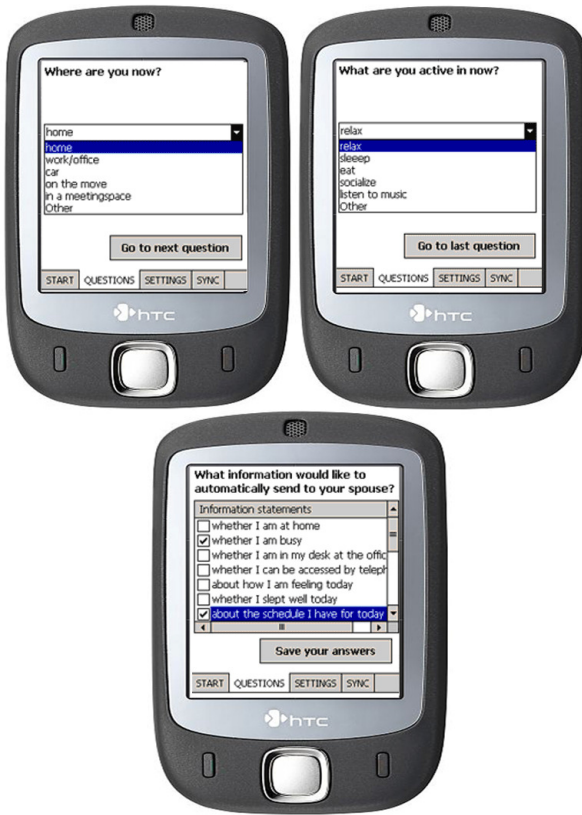 Where are you now?
home
home
work/office
car
on the move
in a meetingspace
Other
Go to next question
START QUESTIONS SETTINGS SYNC
htc
What are you active in now?
relax
relax
sleeep
eat
socialize
listen to music
Other
Go to last question
START QUESTIONS SETTINGS SYNC
htc
What information would like to
automatically send to your spouse?
Information statements
whether I am at home
whether I am busy
whether I am in my desk at the offic
whether I can be accessed by teleph
about how I am feeling today
whether I slept well today
about the schedule I have for today
Save your answers
START QUESTIONS SETTINGS SYNC
htc